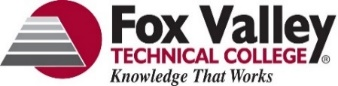 Fox Valley
TECHNICAL COLLEGE®
Knowledge That Works